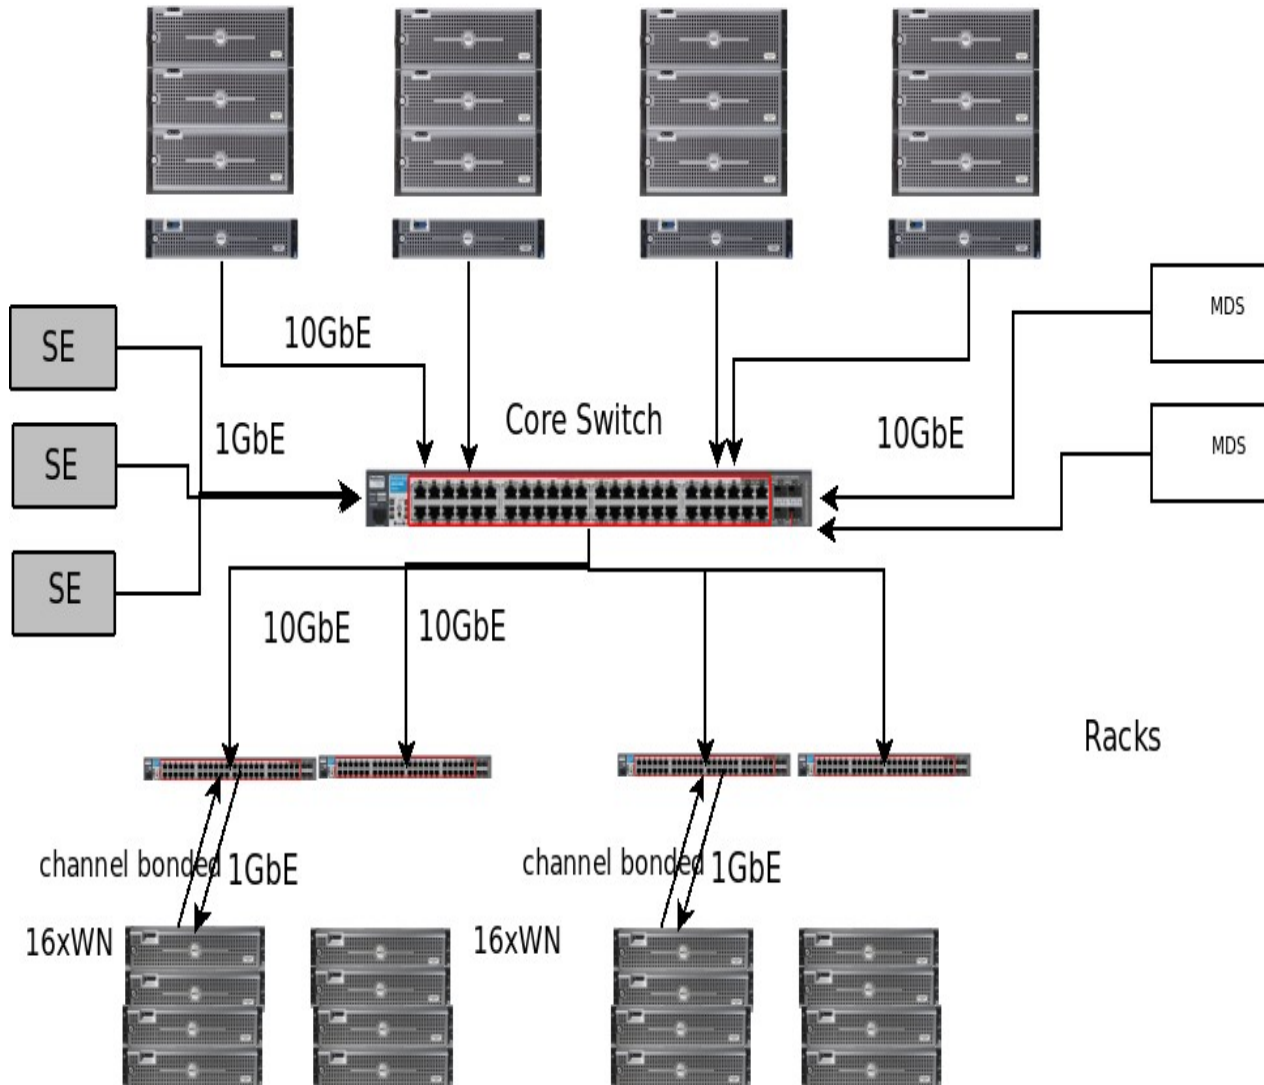 10GbE
MDS
SE
Core Switch
1GbE
10GbE
MDS
SE
SE
10GbE
10GbE
Racks
channel bonded
1GbE
channel bonded
1GbE
16xWN
16xWN